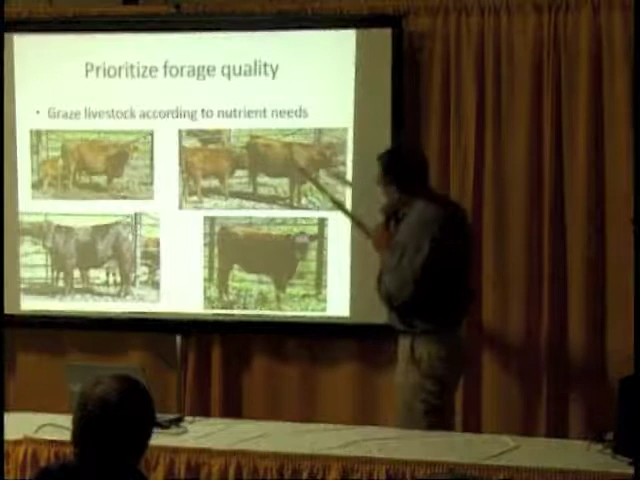 Prioritize forage quality
• Graze livestock according to nutrient needs